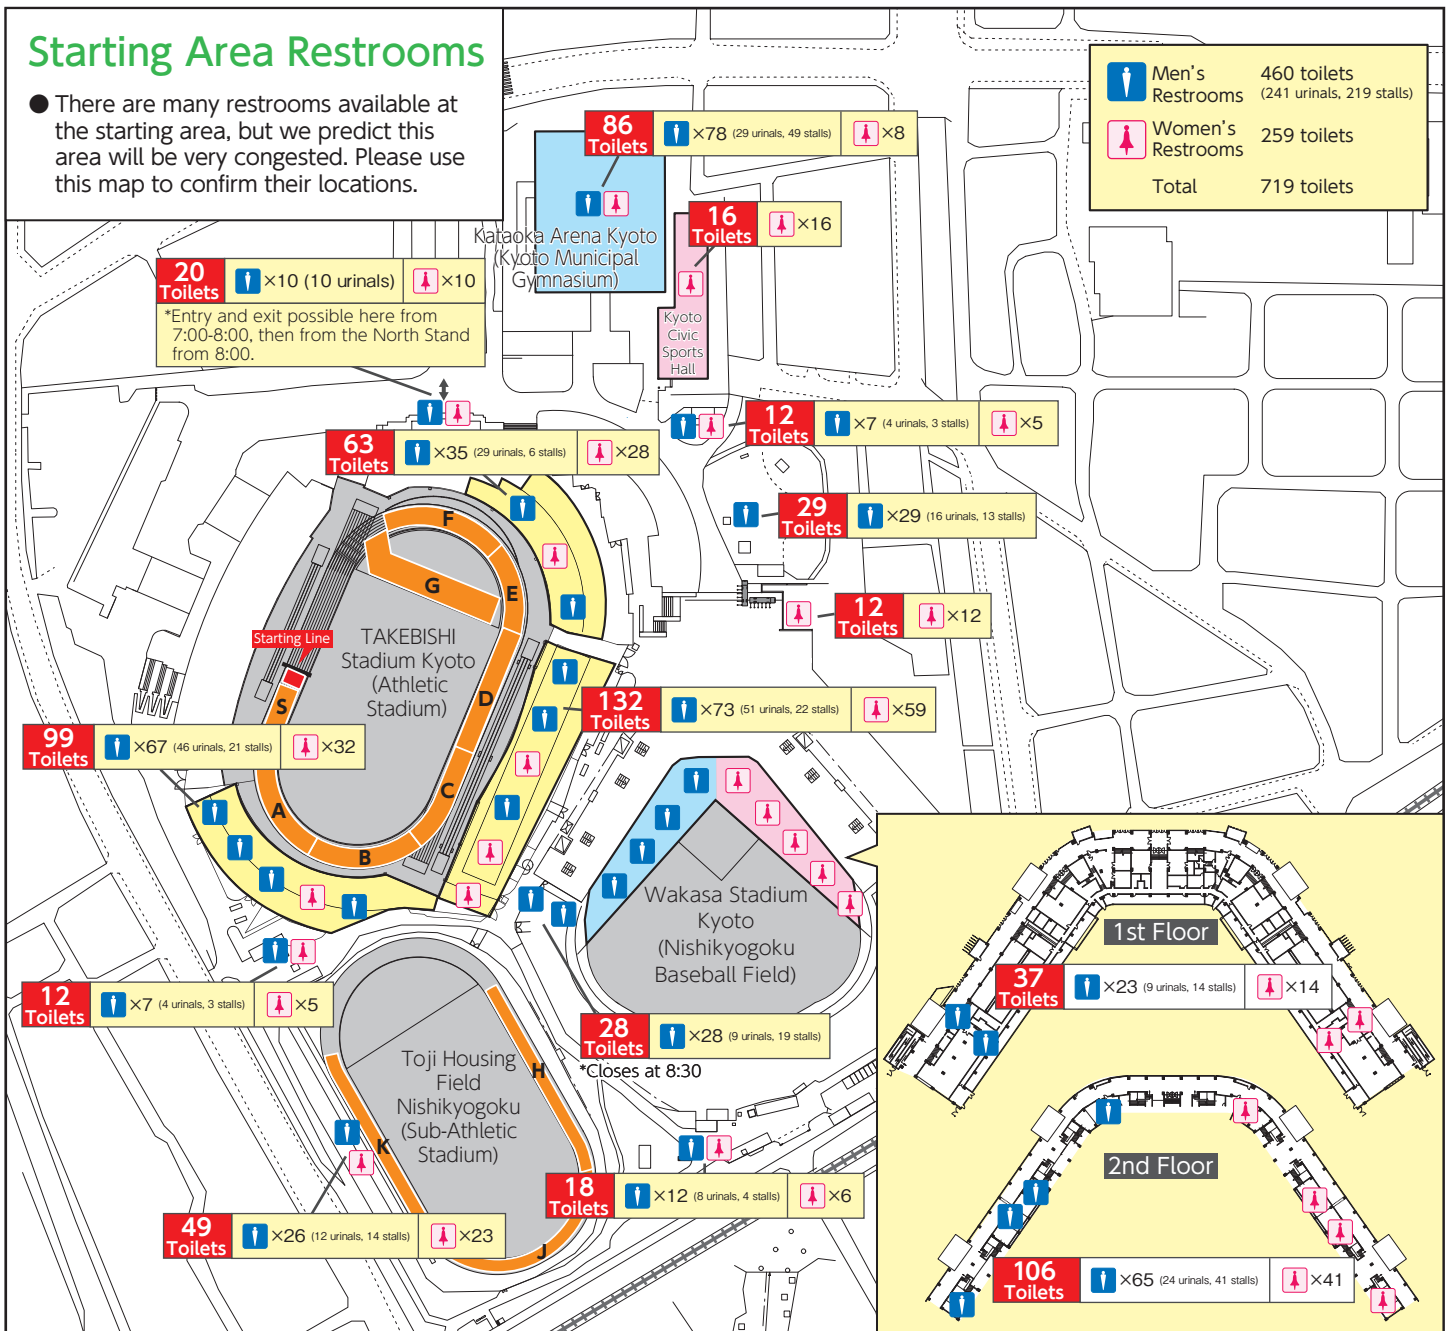 Starting Area Restrooms
● There are many restrooms available at
the starting area, but we predict this
area will be very congested. Please use
this map to confirm their locations.
Men's
Restrooms
460 toilets
(241 urinals, 219 stalls)
Women's
Restrooms
259 toilets
Total 719 toilets
86
Toilets
×78 (29 urinals, 49 stalls) ×8
Kataoka Arena Kyoto
(Kyoto Municipal
Gymnasium)
16
Toilets
×16
Kyoto
Civic
Sports
Hall
20
Toilets
×10 (10 urinals) ×10
*Entry and exit possible here from
7:00-8:00, then from the North Stand
from 8:00.
63
Toilets
×35 (29 urinals, 6 stalls) ×28
12
Toilets
×7 (4 urinals, 3 stalls) ×5
29
Toilets
×29 (16 urinals, 13 stalls)
12
Toilets
×12
F
G
E
Starting Line
TAKEBISHI
Stadium Kyoto
(Athletic
Stadium)
D
S
C
A
B
132
Toilets
×73 (51 urinals, 22 stalls) ×59
99
Toilets
×67 (46 urinals, 21 stalls) ×32
Wakasa Stadium
Kyoto
(Nishikyogoku
Baseball Field)
12
Toilets
×7 (4 urinals, 3 stalls) ×5
28
Toilets
×28 (9 urinals, 19 stalls)
*Closes at 8:30
Toji Housing
Field
Nishikyogoku
(Sub-Athletic
Stadium)
H
K
J
18
Toilets
×12 (8 urinals, 4 stalls) ×6
49
Toilets
×26 (12 urinals, 14 stalls) ×23
1st Floor
37
Toilets
×23 (9 urinals, 14 stalls) ×14
2nd Floor
106
Toilets
×65 (24 urinals, 41 stalls) ×41